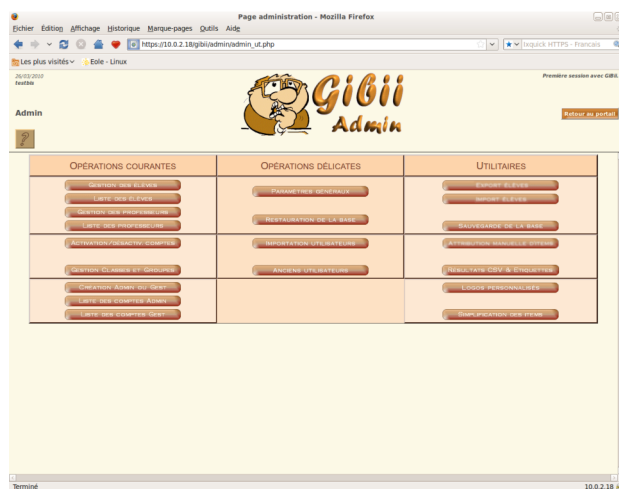 Page administration - Mozilla Firefox
Fichier Édition Affichage Historique Marque-pages Outils Aide
https://10.0.2.18/gibii/admin/admin_ut.php
Ixquick HTTPS - Francais
Les plus visités Eole - Linux
26/03/2010
testbis
Première session avec GiBii.
Gibii
Admin
Admin
Retour au portail
OPÉRATIONS COURANTES OPÉRATIONS DÉLICATES UTILITAIRES
GESTION DES ÉLÈVES
LISTE DES ÉLÈVES
GESTION DES PROFESSEURS
LISTE DES PROFESSEURS
PARAMÈTRES GÉNÉRAUX
RESTAURATION DE LA BASE
EXPORT ÉLÈVES
IMPORT ÉLÈVES
SAUVEGARDE DE LA BASE
ACTIVATION/DÉSACTIV. COMPTES
GESTION CLASSES ET GROUPES
IMPORTATION UTILISATEURS
ANCIENS UTILISATEURS
ATTRIBUTION MANUELLE D'ITEMS
RÉSULTATS CSV & ETIQUETTES
CRÉATION ADMIN OU GEST
LISTE DES COMPTES ADMIN
LISTE DES COMPTES GEST
LOGOS PERSONNALISÉS
SIMPLIFICATION DES ITEMS
Terminé
10.0.2.18